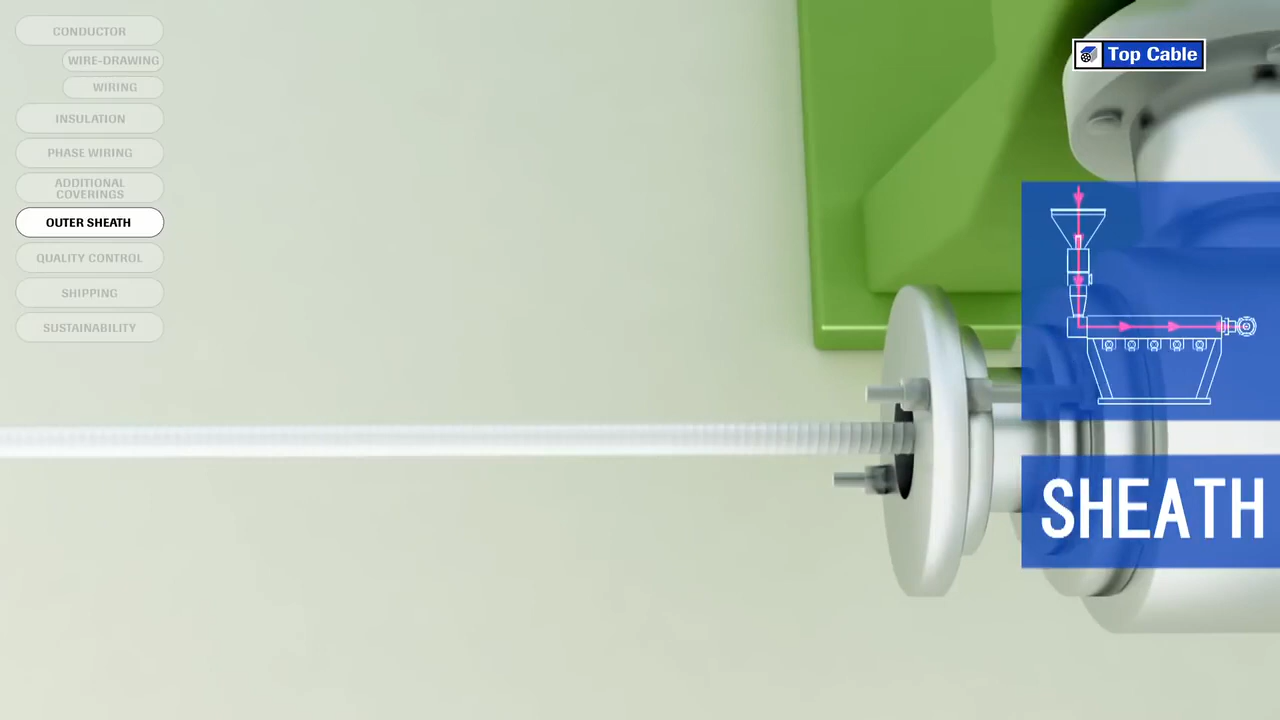 CONDUCTOR
WIRE-DRAWING
WIRING
INSULATION
PHASE WIRING
ADDITIONAL
COVERINGS
OUTER SHEATH
QUALITY CONTROL
SHIPPING
SUSTAINABILITY
Top Cable
SHEATH